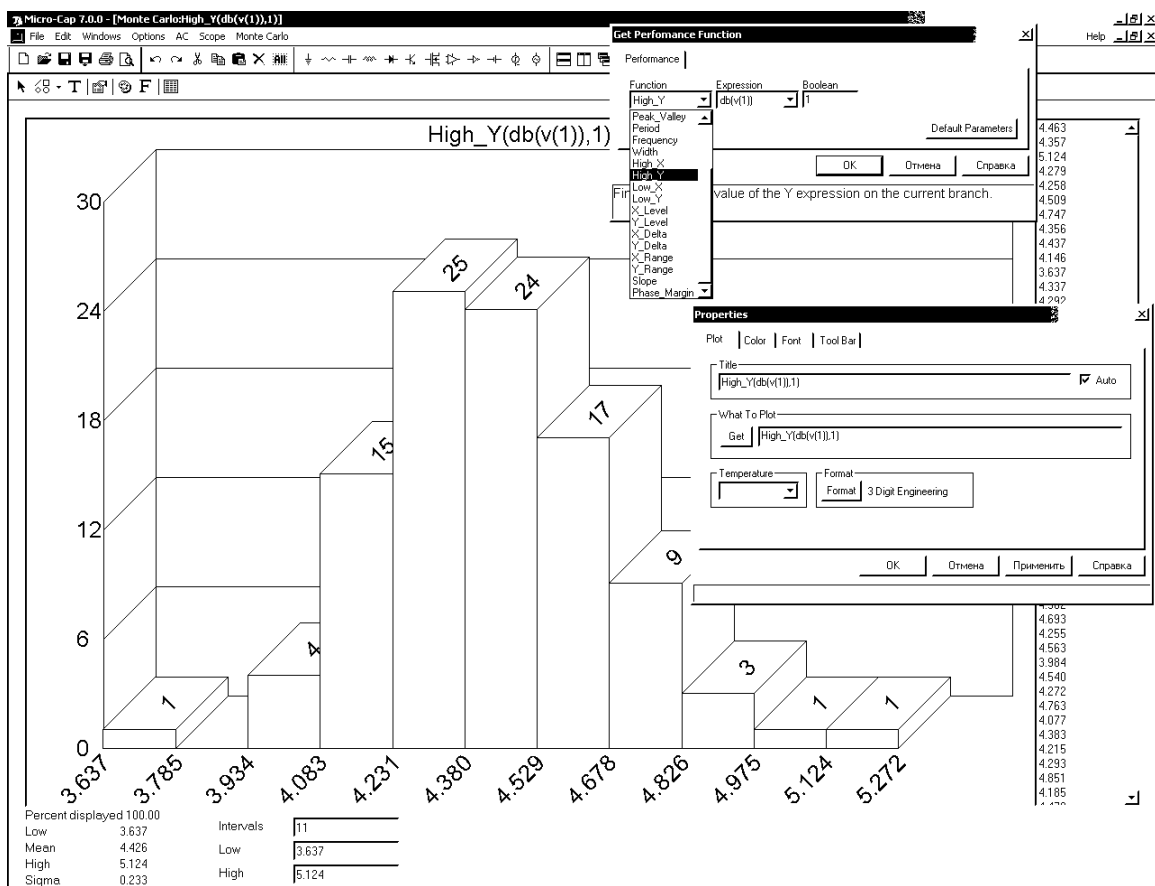 Micro-Cap 7.0.0 - [Monte Carlo:High_Y(db(v(1)),1)]
File Edit Windows Options AC Scope Monte Carlo
Help
T F
High_Y(db(v(1)),1)
30
24
18
12
6
0
1
4
15
25
24
17
9
3
1
1
3.637
3.785
3.934
4.083
4.231
4.380
4.529
4.678
4.826
4.975
5.124
5.272
Percent displayed 100.00
Low 3.637
Mean 4.426
High 5.124
Sigma 0.233
Intervals 11
Low 3.637
High 5.124
Get Perfomance Function
Performance
Function Expression Boolean
High_Y db(v(1)) 1
Peak_Valley
Period
Frequency
Width
High_X
High_Y
Low_X
Low_Y
X_Level
Y_Level
X_Delta
Y_Delta
X_Range
Y_Range
Slope
Phase_Margin
Default Parameters
OK Отмена Справка
value of the Y expression on the current branch.
4.463
4.357
5.124
4.279
4.258
4.509
4.747
4.356
4.437
4.146
3.637
4.337
4.292
Properties
Plot Color Font Tool Bar
Title
High_Y(db(v(1)),1)
Auto
What To Plot
Get High_Y(db(v(1)),1)
Temperature
Format
Format 3 Digit Engineering
OK Отмена Применить Справка
4.693
4.255
4.563
3.984
4.540
4.272
4.763
4.077
4.383
4.215
4.293
4.851
4.185